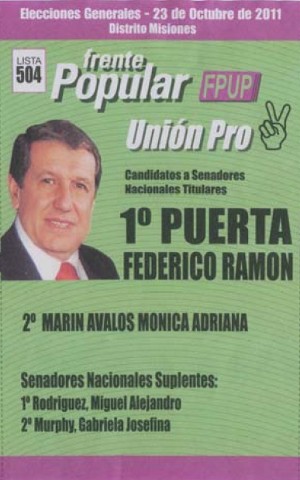 Elecciones Generales - 23 de Octubre de 2011
Distrito Misiones
LISTA
504
frente
Popular FPUP
Unión Pro
Candidatos a Senadores
Nacionales Titulares
1º PUERTA
FEDERICO RAMON
2º MARIN AVALOS MONICA ADRIANA
Senadores Nacionales Suplentes:
1ª Rodriguez, Miguel Alejandro
2ª Murphy, Gabriela Josefina